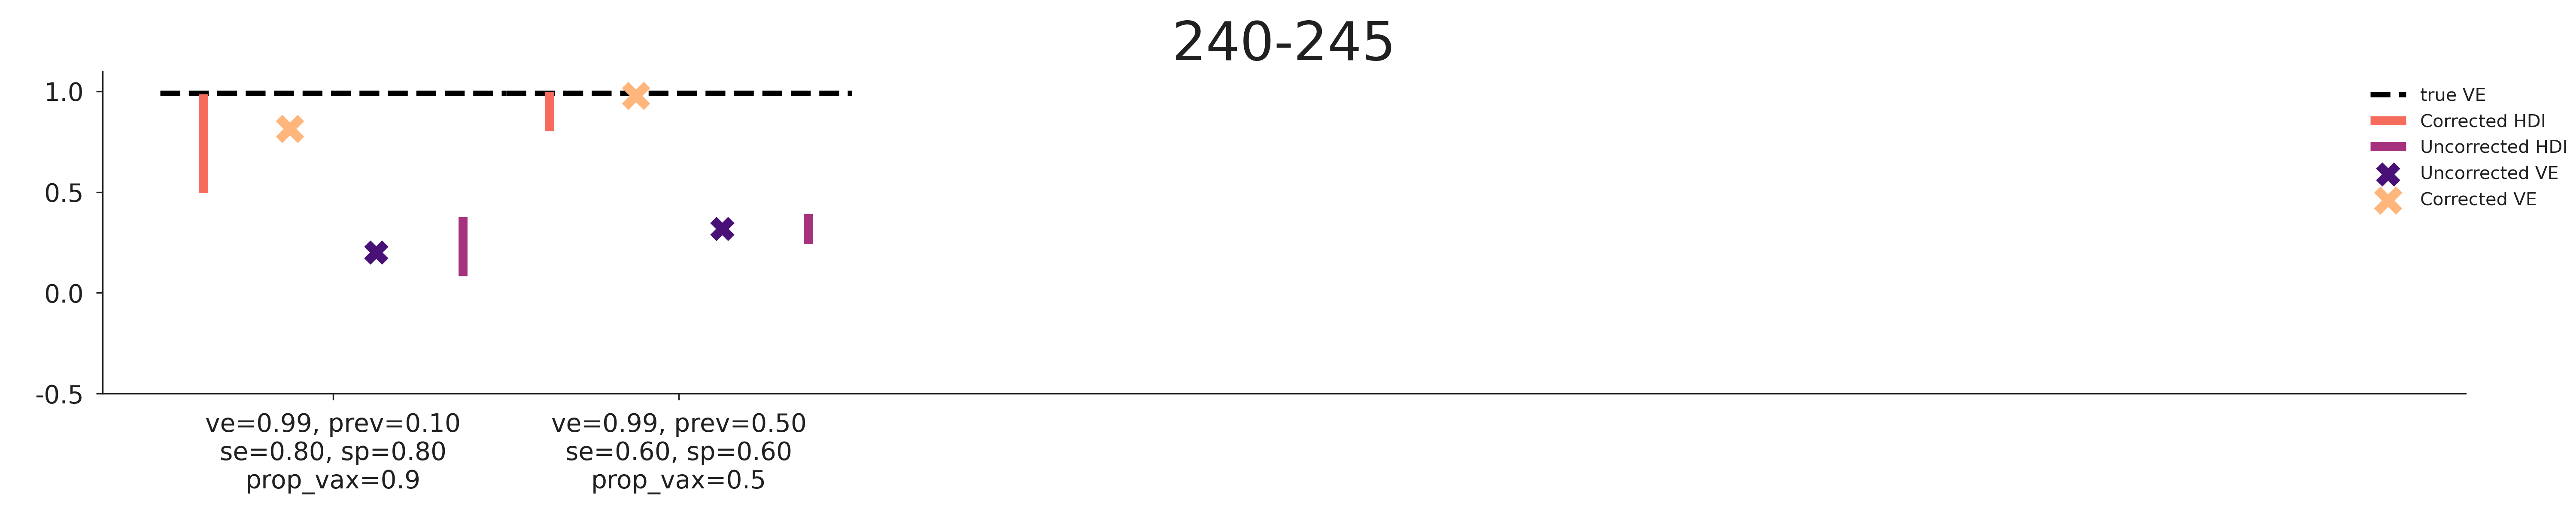 240-245
1.0
0.5
0.0
-0.5
true VE
Corrected HDI
Uncorrected HDI
Uncorrected VE
Corrected VE
ve=0.99, prev=0.10
se=0.80, sp=0.80
prop_vax=0.9
ve=0.99, prev=0.50
se=0.60, sp=0.60
prop_vax=0.5